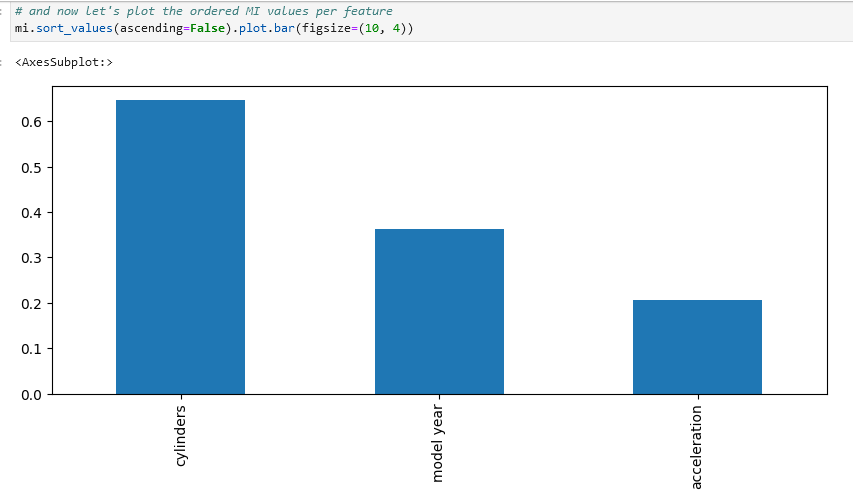 # and now let's plot the ordered MI values per feature
mi.sort_values(ascending=False).plot.bar(figsize=(10, 4))
<AxesSubplot:>
0.6
0.5
0.4
0.3
0.2
0.1
0.0
cylinders
model year
acceleration